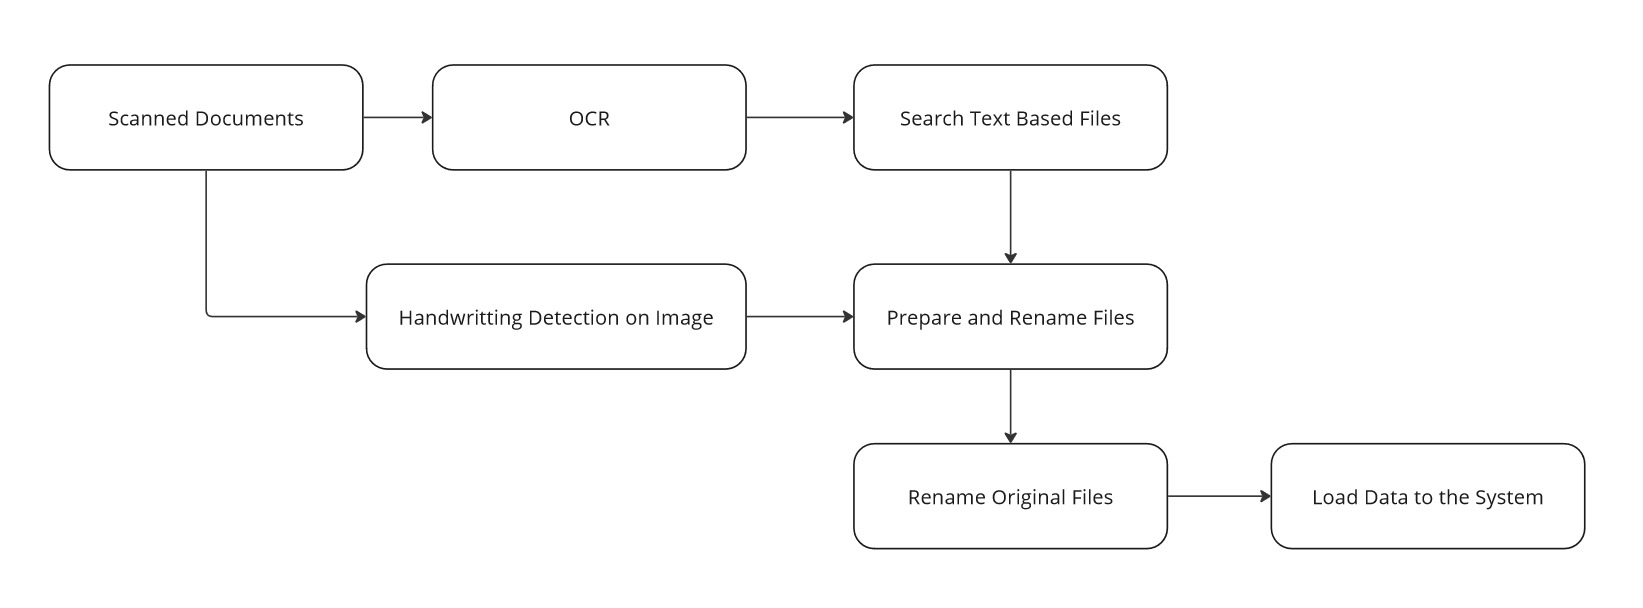 Scanned Documents
OCR
Search Text Based Files
Handwritting Detection on Image
Prepare and Rename Files
Rename Original Files
Load Data to the System